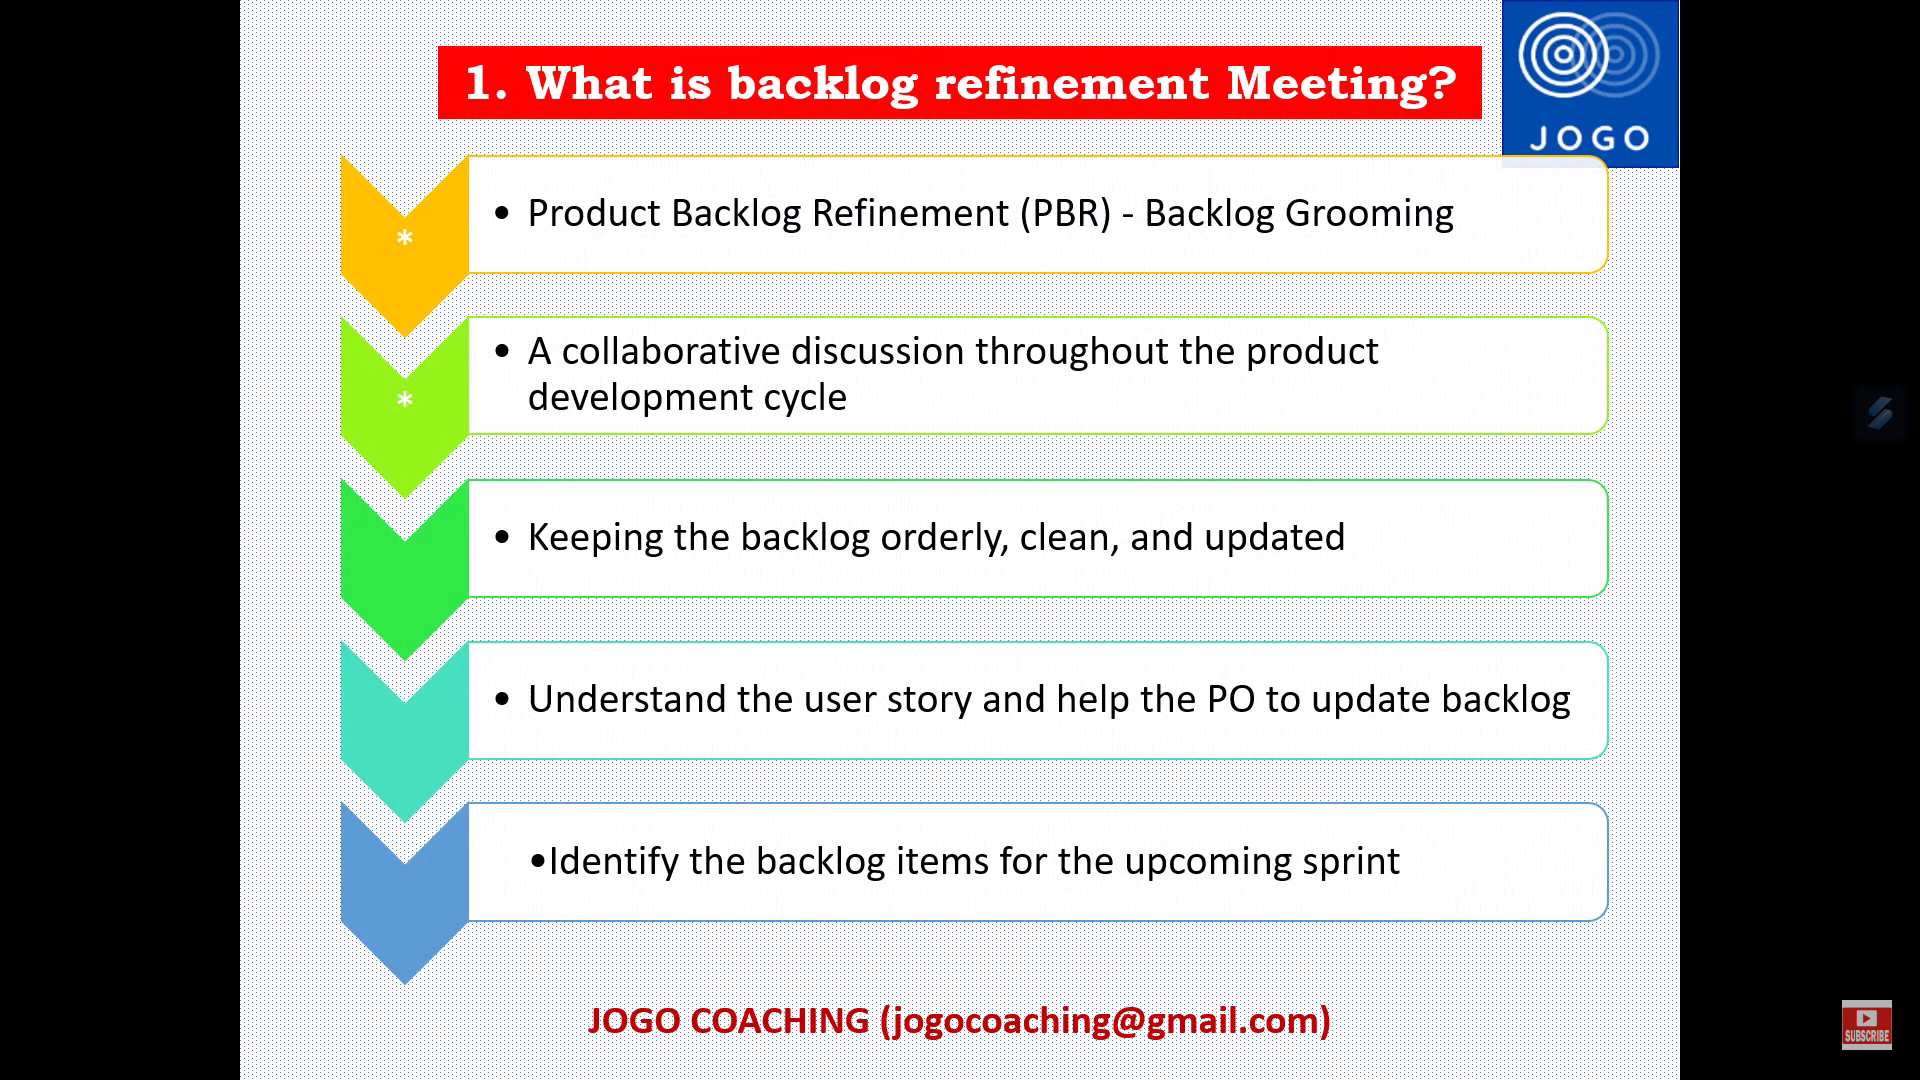 1. What is backlog refinement Meeting?
JOGO
*
• Product Backlog Refinement (PBR) - Backlog Grooming
*
• A collaborative discussion throughout the product
development cycle
• Keeping the backlog orderly, clean, and updated
• Understand the user story and help the PO to update backlog
•Identify the backlog items for the upcoming sprint
JOGO COACHING (jogocoaching@gmail.com)
SUBSCRIBE